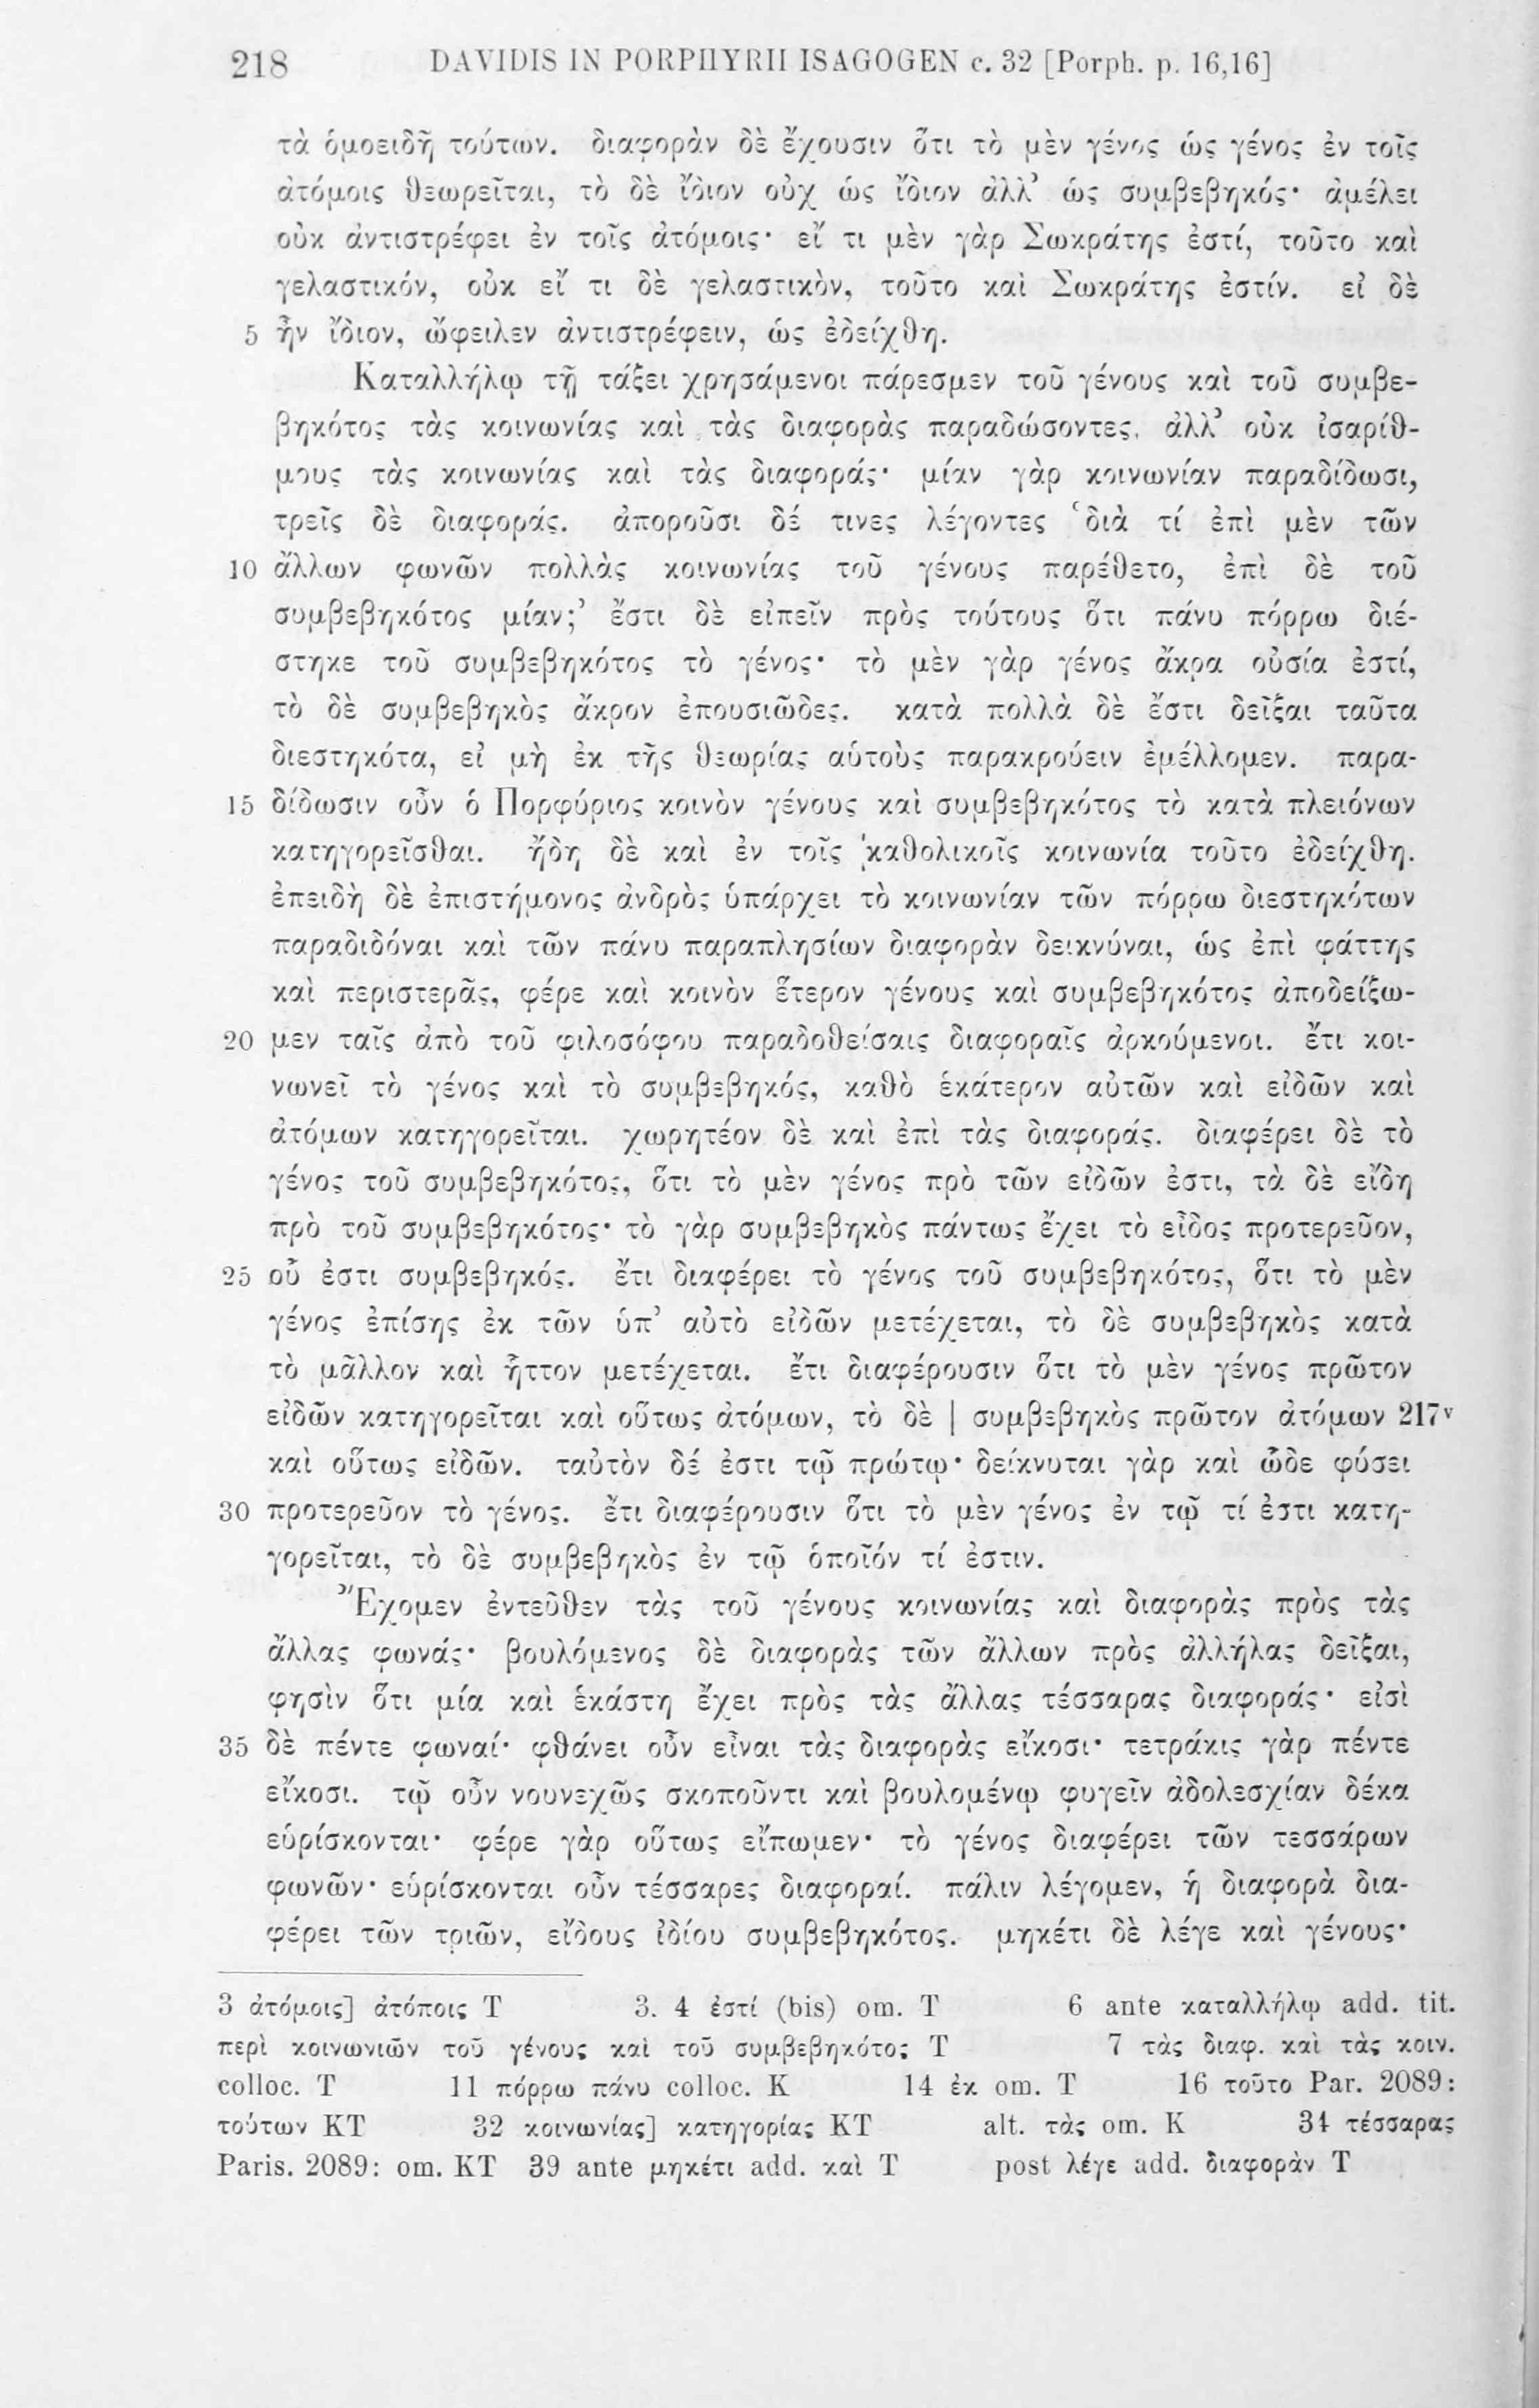 218 DAVIDIS IN PORPHYRII ISAGOGEN c. 32 [Porph. p. 16,16]
τὰ ὁμοειδῆ τούτων. διαφορὰν δὲ ἔχουσιν ὅτι τὸ μὲν γένος ὡς γένος ἐν τοῖς
ἀτόμοις θεωρεῖται, τὸ δὲ ἴδιον οὐχ ὡς ἴδιον ἀλλ’ ὡς συμβεβηκός· ἀμέλει
οὐκ ἀντιστρέφει ἐν τοῖς ἀτόμοις· εἴ τι μὲν γὰρ Σωκράτης ἐστί, τοῦτο καὶ
γελαστικόν, οὐκ εἴ τι δὲ γελαστικὸν, τοῦτο καὶ Σωκράτης ἐστίν. εἰ δὲ
5 ἦν ἴδιον, ὤφειλεν ἀντιστρέφειν, ὡς ἐδείχθη.
Καταλλήλῳ τῇ τάξει χρησάμενοι πάρεσμεν τοῦ γένους καὶ τοῦ συμβε-
βηκότος τὰς κοινωνίας καὶ τὰς διαφορὰς παραδώσοντες, ἀλλ’ οὐκ ἰσαρίθ-
μους τὰς κοινωνίας καὶ τὰς διαφοράς· μίαν γὰρ κοινωνίαν παραδίδωσι,
τρεῖς δὲ διαφοράς. ἀποροῦσι δέ τινες λέγοντες ‘διὰ τί ἐπὶ μὲν τῶν
10 ἄλλων φωνῶν πολλὰς κοινωνίας τοῦ γένους παρέθετο, ἐπὶ δὲ τοῦ
συμβεβηκότος μίαν;’ ἔστι δὲ εἰπεῖν πρὸς τούτους ὅτι πάνυ πόρρω διέ-
στηκε τοῦ συμβεβηκότος τὸ γένος· τὸ μὲν γὰρ γένος ἄκρα οὐσία ἐστί,
τὸ δὲ συμβεβηκὸς ἄκρον ἐπουσιῶδες. κατὰ πολλὰ δὲ ἔστι δεῖξαι ταῦτα
διεστηκότα, εἰ μὴ ἐκ τῆς θεωρίας αὑτοὺς παρακρούειν ἐμέλλομεν. παρα-
15 δίδωσιν οὖν ὁ Πορφύριος κοινὸν γένους καὶ συμβεβηκότος τὸ κατὰ πλειόνων
κατηγορεῖσθαι. ἤδη δὲ καὶ ἐν τοῖς καθολικοῖς κοινωνία τοῦτο ἐδείχθη.
ἐπειδὴ δὲ ἐπιστήμονος ἀνδρὸς ὑπάρχει τὸ κοινωνίαν τῶν πόρρω διεστηκότων
παραδιδόναι καὶ τῶν πάνυ παραπλησίων διαφορὰν δεικνύναι, ὡς ἐπὶ φάττης
καὶ περιστερᾶς, φέρε καὶ κοινὸν ἕτερον γένους καὶ συμβεβηκότος ἀποδείξω-
20 μεν ταῖς ἀπὸ τοῦ φιλοσόφου παραδοθείσαις διαφοραῖς ἀρκούμενοι. ἔτι κοι-
νωνεῖ τὸ γένος καὶ τὸ συμβεβηκός, καθὸ ἑκάτερον αὐτῶν καὶ εἰδῶν καὶ
ἀτόμων κατηγορεῖται. χωρητέον δὲ καὶ ἐπὶ τὰς διαφοράς. διαφέρει δὲ τὸ
γένος τοῦ συμβεβηκότος, ὅτι τὸ μὲν γένος πρὸ τῶν εἰδῶν ἐστι, τὰ δὲ εἴδη
πρὸ τοῦ συμβεβηκότος· τὸ γὰρ συμβεβηκὸς πάντως ἔχει τὸ εἶδος προτερεῦον,
25 οὗ ἐστι συμβεβηκός. ἔτι διαφέρει τὸ γένος τοῦ συμβεβηκότος, ὅτι τὸ μὲν
γένος ἐπίσης ἐκ τῶν ὑπ’ αὐτὸ εἰδῶν μετέχεται, τὸ δὲ συμβεβηκὸς κατὰ
τὸ μᾶλλον καὶ ἧττον μετέχεται. ἔτι διαφέρουσιν ὅτι τὸ μὲν γένος πρῶτον
εἰδῶν κατηγορεῖται καὶ οὕτως ἀτόμων, τὸ δὲ | συμβεβηκὸς πρῶτον ἀτόμων 217ᵛ
καὶ οὕτως εἰδῶν. ταὐτὸν δέ ἐστι τῷ πρώτῳ· δείκνυται γὰρ καὶ ὧδε φύσει
30 προτερεῦον τὸ γένος. ἔτι διαφέρουσιν ὅτι τὸ μὲν γένος ἐν τῷ τί ἐστι κατη-
γορεῖται, τὸ δὲ συμβεβηκὸς ἐν τῷ ὁποῖόν τί ἐστιν.
Ἔχομεν ἐντεῦθεν τὰς τοῦ γένους κοινωνίας καὶ διαφορὰς πρὸς τὰς
ἄλλας φωνάς· βουλόμενος δὲ διαφορὰς τῶν ἄλλων πρὸς ἀλλήλας δεῖξαι,
φησὶν ὅτι μία καὶ ἑκάστη ἔχει πρὸς τὰς ἄλλας τέσσαρας διαφοράς· εἰσὶ
35 δὲ πέντε φωναί· φθάνει οὖν εἶναι τὰς διαφορὰς εἴκοσι· τετράκις γὰρ πέντε
εἴκοσι. τῷ οὖν νουνεχῶς σκοποῦντι καὶ βουλομένῳ φυγεῖν ἀδολεσχίαν δέκα
εὑρίσκονται· φέρε γὰρ οὕτως εἴπωμεν· τὸ γένος διαφέρει τῶν τεσσάρων
φωνῶν· εὑρίσκονται οὖν τέσσαρες διαφοραί. πάλιν λέγομεν, ἡ διαφορὰ δια-
φέρει τῶν τριῶν, εἴδους ἰδίου συμβεβηκότος. μηκέτι δὲ λέγε καὶ γένους·
3 ἀτόμοις] ἀτόποις T 3. 4 ἐστί (bis) om. T 6 ante καταλλήλῳ add. tit.
περὶ κοινωνιῶν τοῦ γένους καὶ τοῦ συμβεβηκότος T 7 τὰς διαφ. καὶ τὰς κοιν.
colloc. T 11 πόρρω πάνυ colloc. K 14 ἐκ om. T 16 τοῦτο Par. 2089:
τούτων KT 32 κοινωνίας] κατηγορίας KT alt. τὰς om. K 34 τέσσαρας
Paris. 2089: om. KT 39 ante μηκέτι add. καὶ T post λέγε add. διαφορὰν T